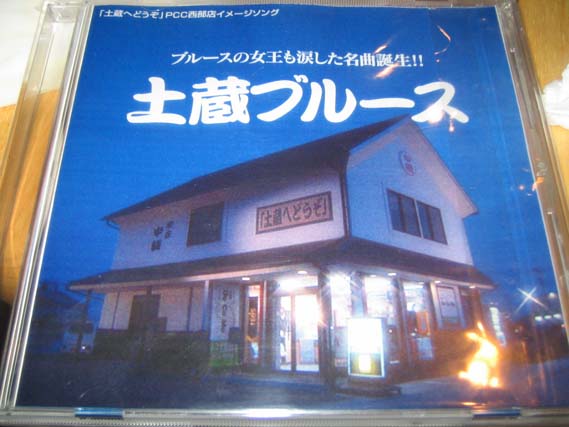 「土蔵へどうぞ」PCC西部店イメージソング
ブルースの女王も涙した名曲誕生!!
土蔵ブルース
「土蔵へどうぞ」